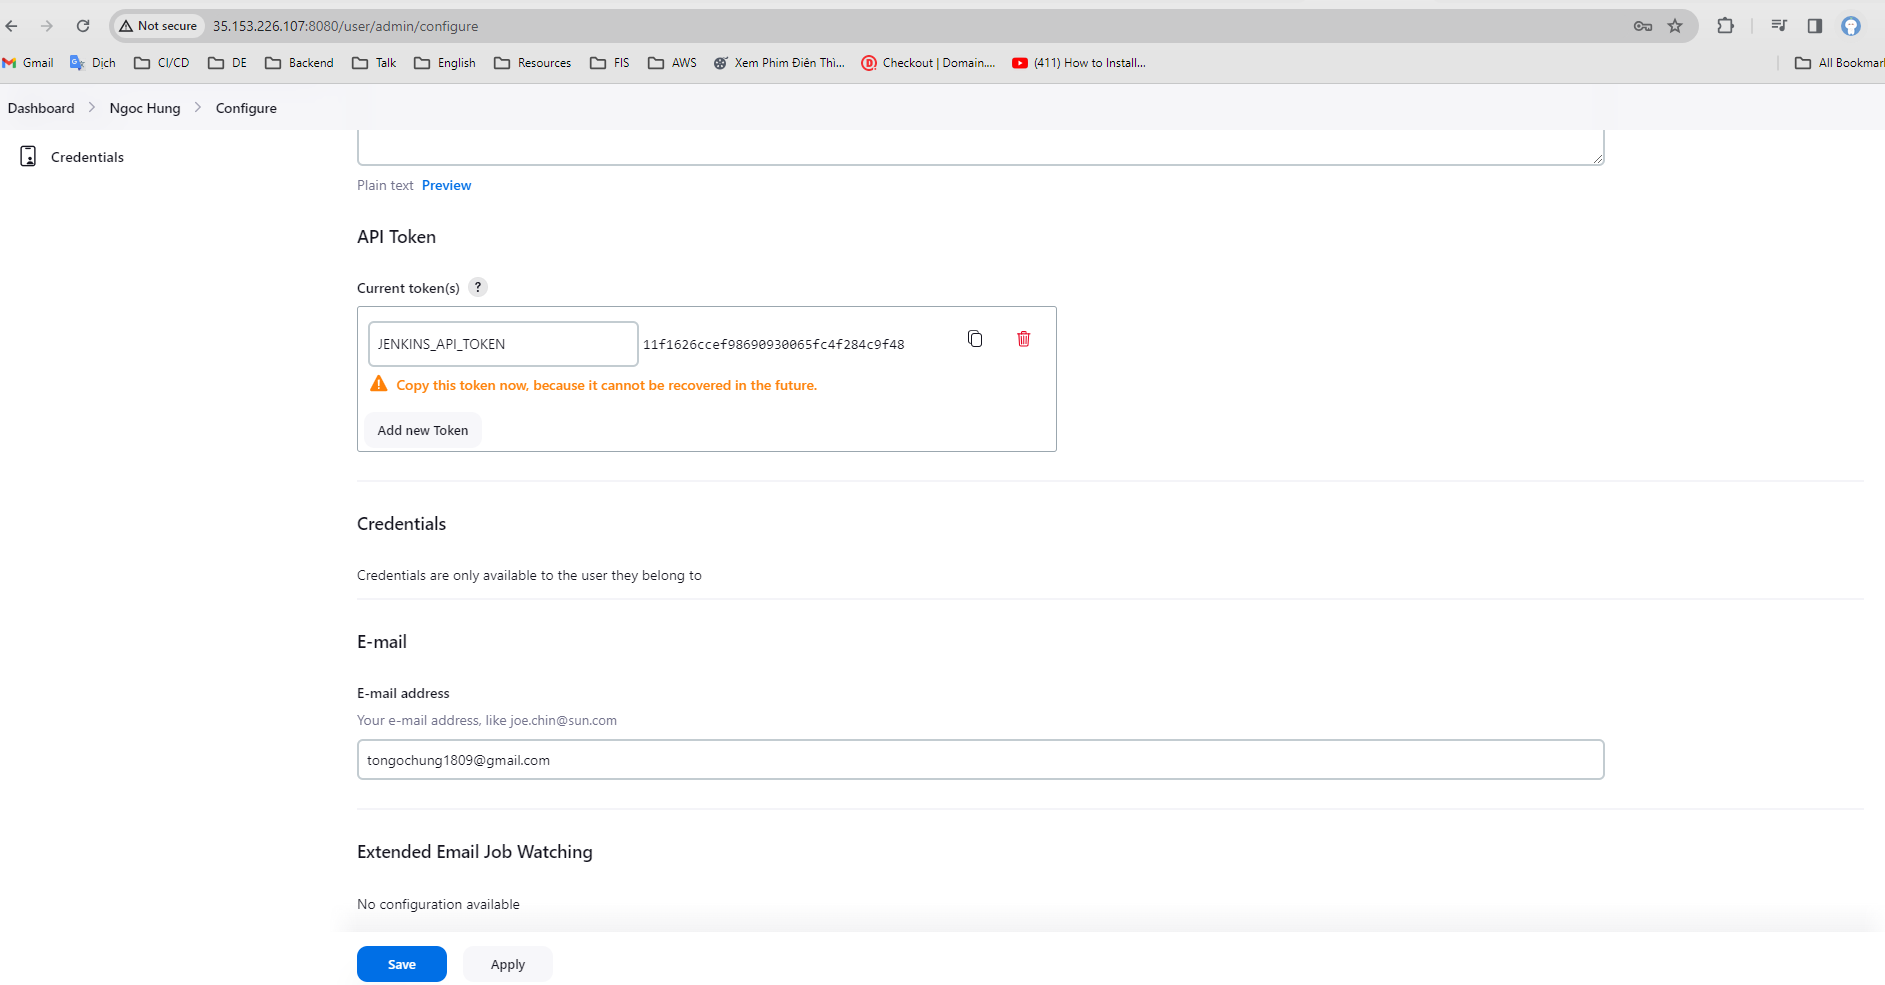 Not secure 35.153.226.107:8080/user/admin/configure
Gmail Dịch CI/CD DE Backend Talk English Resources FIS AWS Xem Phim Điên Thì... Checkout | Domain.... (411) How to Install... All Bookmar
Dashboard Ngoc Hung Configure
Credentials
Plain text Preview
API Token
Current token(s) ?
JENKINS_API_TOKEN 11f1626ccef98690930065fc4f284c9f48
Copy this token now, because it cannot be recovered in the future.
Add new Token
Credentials
Credentials are only available to the user they belong to
E-mail
E-mail address
Your e-mail address, like joe.chin@sun.com
tongochung1809@gmail.com
Extended Email Job Watching
No configuration available
Save Apply